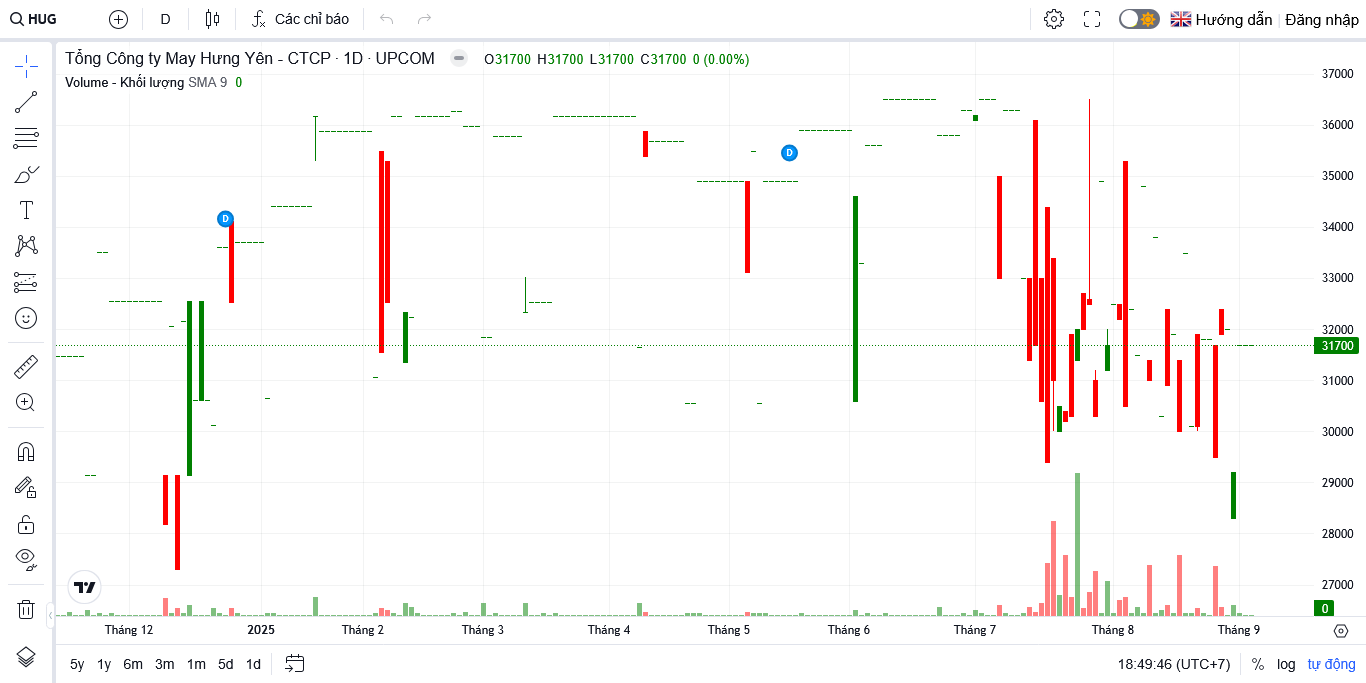 HUG D Các chỉ báo Hướng dẫn Đăng nhập
Tổng Công ty May Hưng Yên - CTCP · 1D · UPCOM O31700 H31700 L31700 C31700 0 (0.00%)
Volume - Khối lượng SMA 9 0
37000
36000
D
35000
D
34000
33000
32000
31700
31000
30000
29000
28000
27000
0
Tháng 12 2025 Tháng 2 Tháng 3 Tháng 4 Tháng 5 Tháng 6 Tháng 7 Tháng 8 Tháng 9
5y 1y 6m 3m 1m 5d 1d 18:49:46 (UTC+7) % log tự động